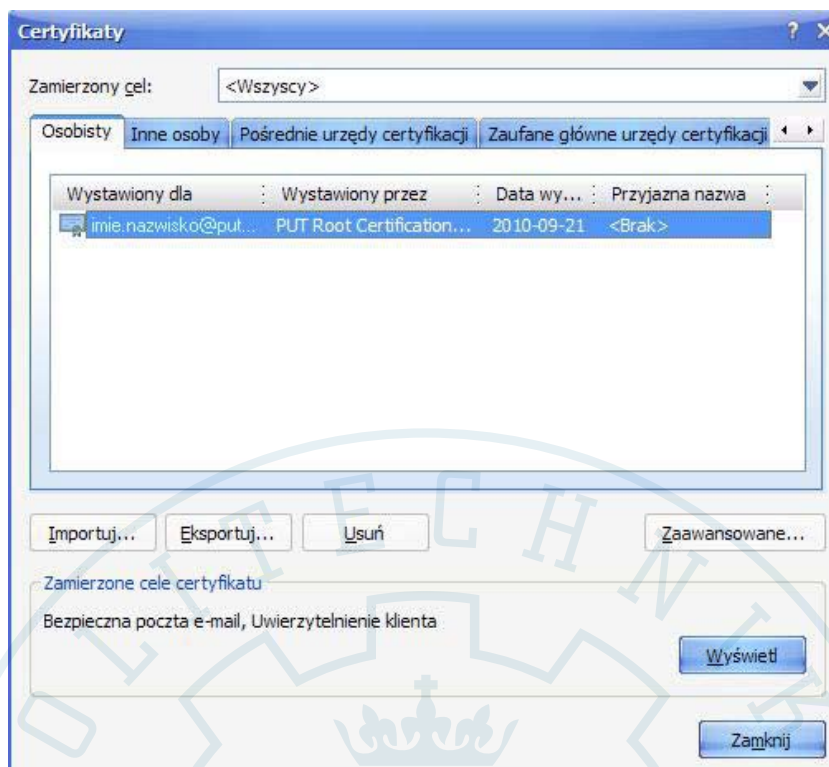 Certyfikaty
Zamierzony cel: <Wszyscy>
Osobisty Inne osoby Pośrednie urzędy certyfikacji Zaufane główne urzędy certyfikacji
Wystawiony dla Wystawiony przez Data wy... Przyjazna nazwa
imie.nazwisko@put... PUT Root Certification... 2010-09-21 <Brak>
Importuj... Eksportuj... Usuń Zaawansowane...
Zamierzone cele certyfikatu
Bezpieczna poczta e-mail, Uwierzytelnienie klienta
Wyświetl
Zamknij
OLITECHNIK